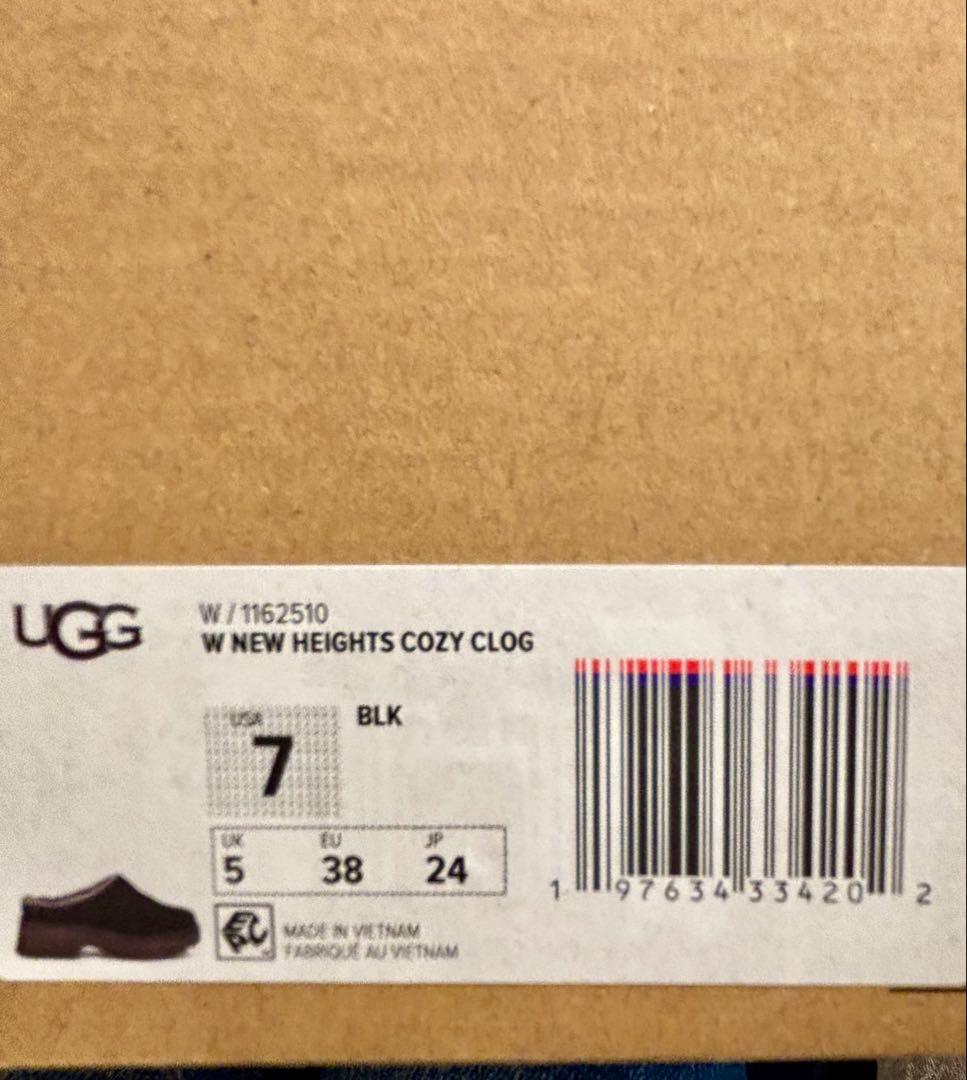 UGG
W / 1162510
W NEW HEIGHTS COZY CLOG
USA
7
BLK
UK EU JP
5 38 24
MADE IN VIETNAM
FABRIQUÉ AU VIETNAM
1 97634 33420 2